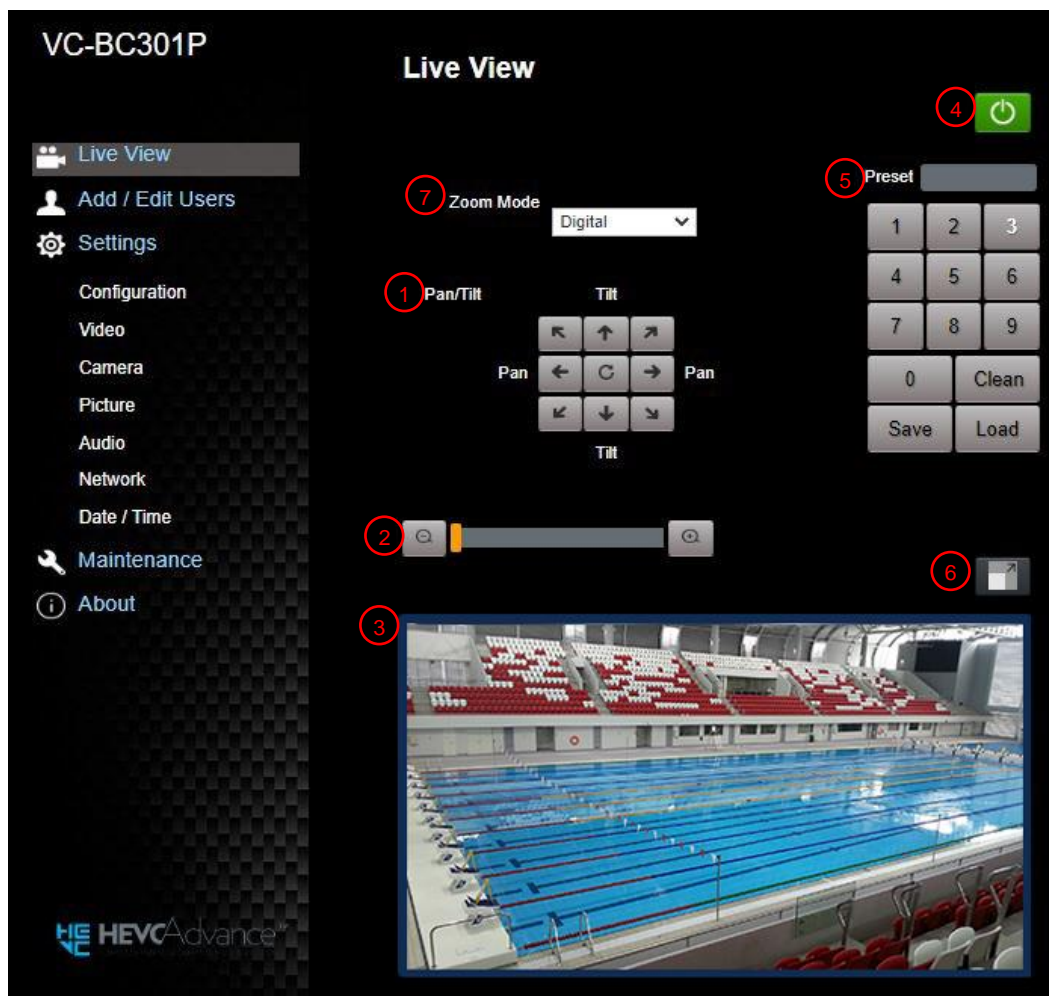 VC-BC301P
Live View
4
Live View
Add / Edit Users
Settings
Configuration
Video
Camera
Picture
Audio
Network
Date / Time
Maintenance
About
HEVCAdvance
7 Zoom Mode
Digital
1 Pan/Tilt
Tilt
Pan
Pan
Tilt
2
5 Preset
1 2 3
4 5 6
7 8 9
0 Clean
Save Load
6
3